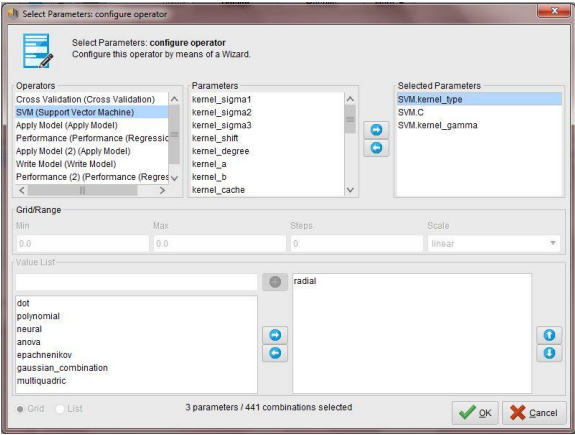 Select Parameters: configure operator
Select Parameters: configure operator
Configure this operator by means of a Wizard.
Operators
Cross Validation (Cross Validation)
SVM (Support Vector Machine)
Apply Model (Apply Model)
Performance (Performance (Regressic
Apply Model (2) (Apply Model)
Write Model (Write Model)
Performance (2) (Performance (Regres
Parameters
kernel_sigma1
kernel_sigma2
kernel_sigma3
kernel_shift
kernel_degree
kernel_a
kernel_b
kernel_cache
Selected Parameters
SVM.kernel_type
SVM.C
SVM.kernel_gamma
Grid/Range
Min Max Steps Scale
0.0 0.0 0 linear
Value List
dot
polynomial
neural
anova
epachnenikov
gaussian_combination
multiquadric
radial
Grid List
3 parameters / 441 combinations selected
OK Cancel